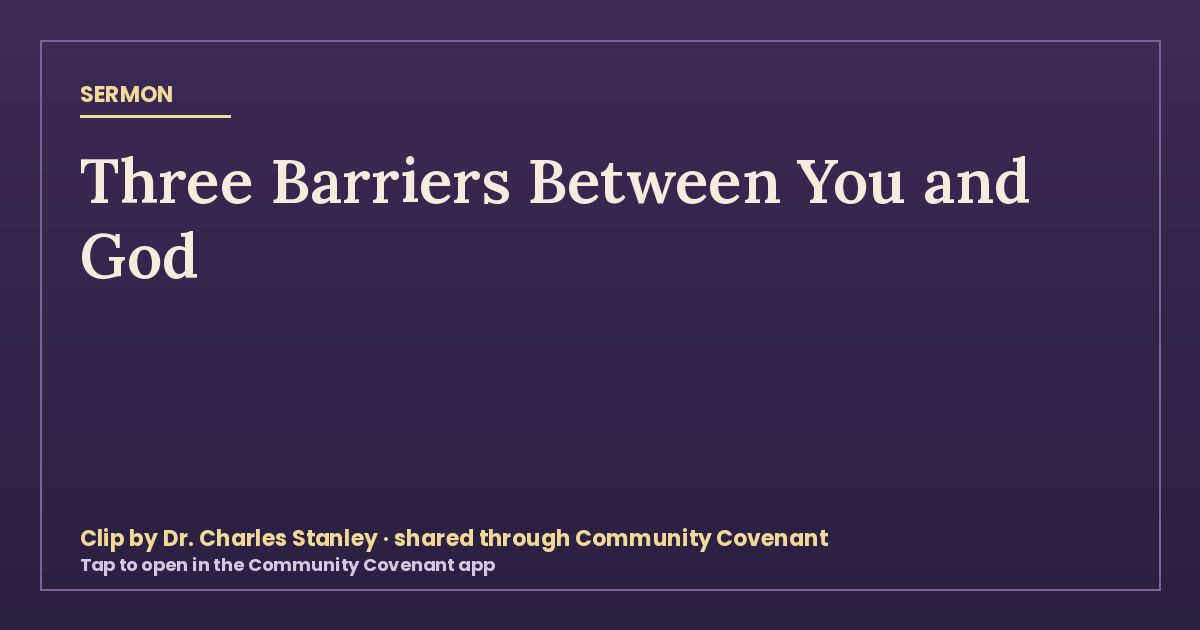 SERMON
Three Barriers Between You and
God
Clip by Dr. Charles Stanley · shared through Community Covenant
Tap to open in the Community Covenant app